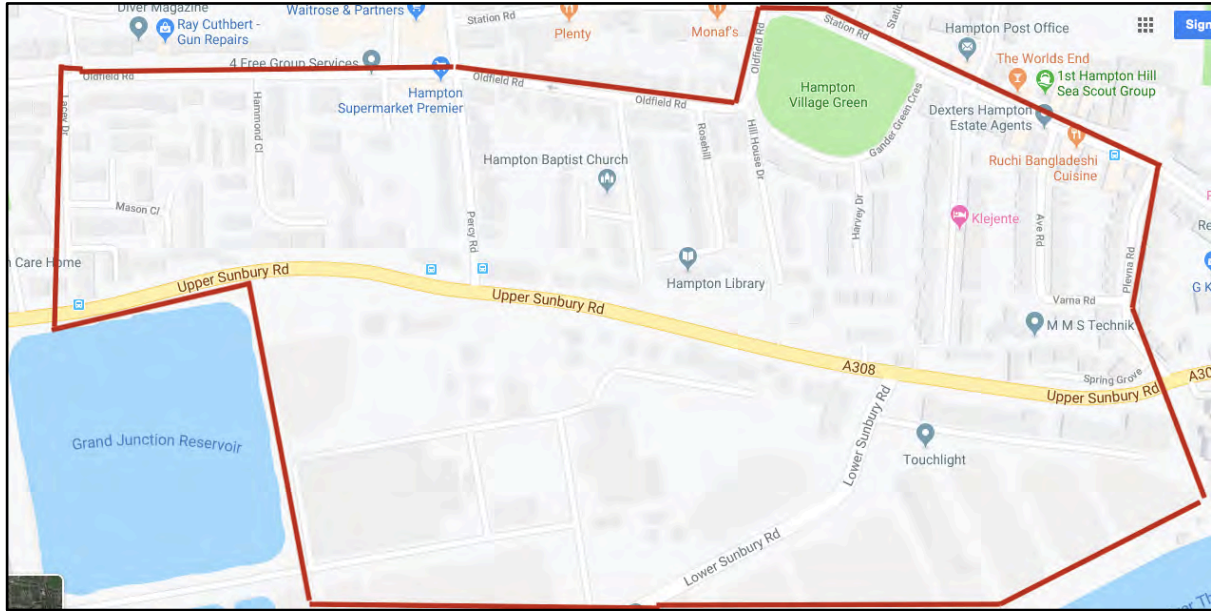 Diver Magazine
Ray Cuthbert -
Gun Repairs
Waitrose & Partners
Station Rd
Plenty
Monaf's
Oldfield Rd
Station Rd
Hampton Post Office
Sign
The Worlds End
1st Hampton Hill
Sea Scout Group
4 Free Group Services
Oldfield Rd
Hampton
Supermarket Premier
Oldfield Rd
Oldfield Rd
Hampton
Village Green
Gander Green Cres
Dexters Hampton
Estate Agents
Ruchi Bangladeshi
Cuisine
Lacey Dr
Hammond Cl
Rosehill
Hill House Dr
Hampton Baptist Church
Mason Cl
Percy Rd
Harvey Dr
Klejente
Ave Rd
Plevna Rd
Re
Care Home
Upper Sunbury Rd
Hampton Library
Upper Sunbury Rd
Varna Rd
G K
M M S Technik
A308
Spring Grove
Upper Sunbury Rd
A30
Grand Junction Reservoir
Lower Sunbury Rd
Touchlight
Lower Sunbury Rd